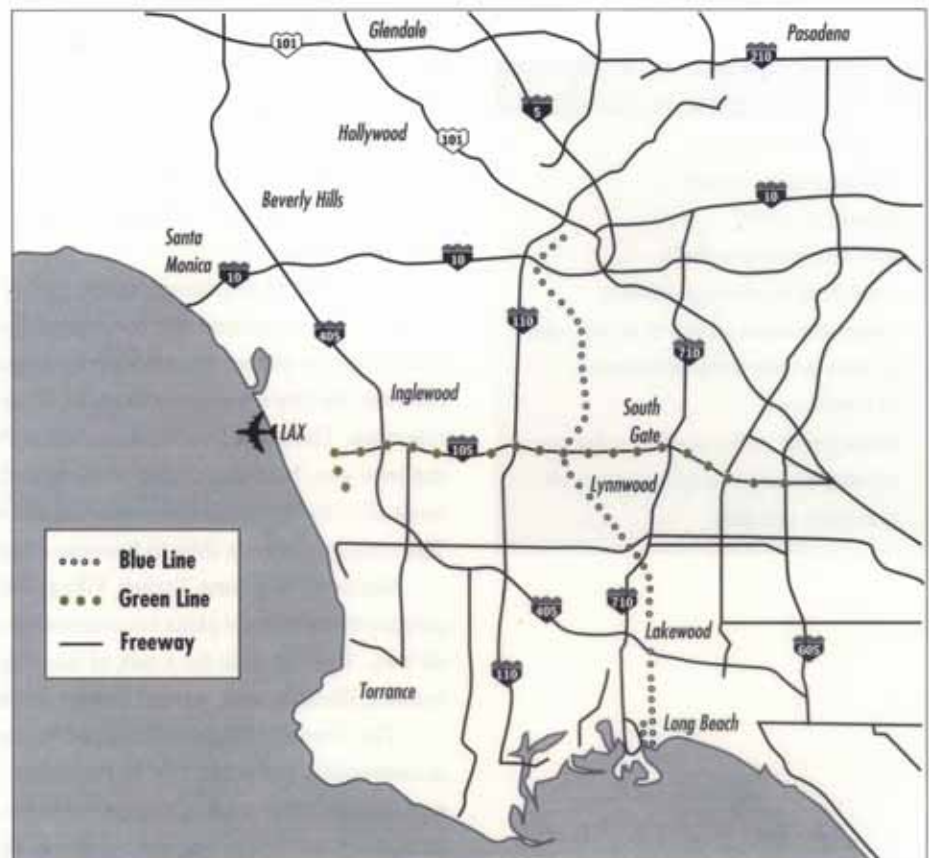 Glendale
101
Pasadena
210
5
Hollywood
101
Beverly Hills
10
Santa
Monica
10
10
405
110
710
Inglewood
South
Gate
LAX
105
Lynnwood
Blue Line
Green Line
Freeway
405
710
Lakewood
605
110
Torrance
Long Beach